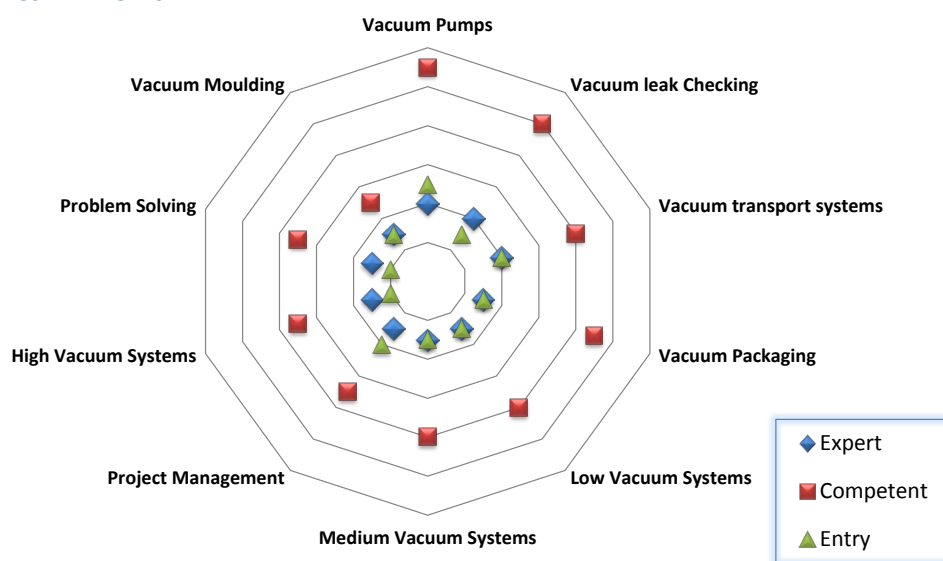 Vacuum Pumps
Vacuum Moulding
Vacuum leak Checking
Problem Solving
Vacuum transport systems
High Vacuum Systems
Vacuum Packaging
Project Management
Low Vacuum Systems
Medium Vacuum Systems
Expert
Competent
Entry